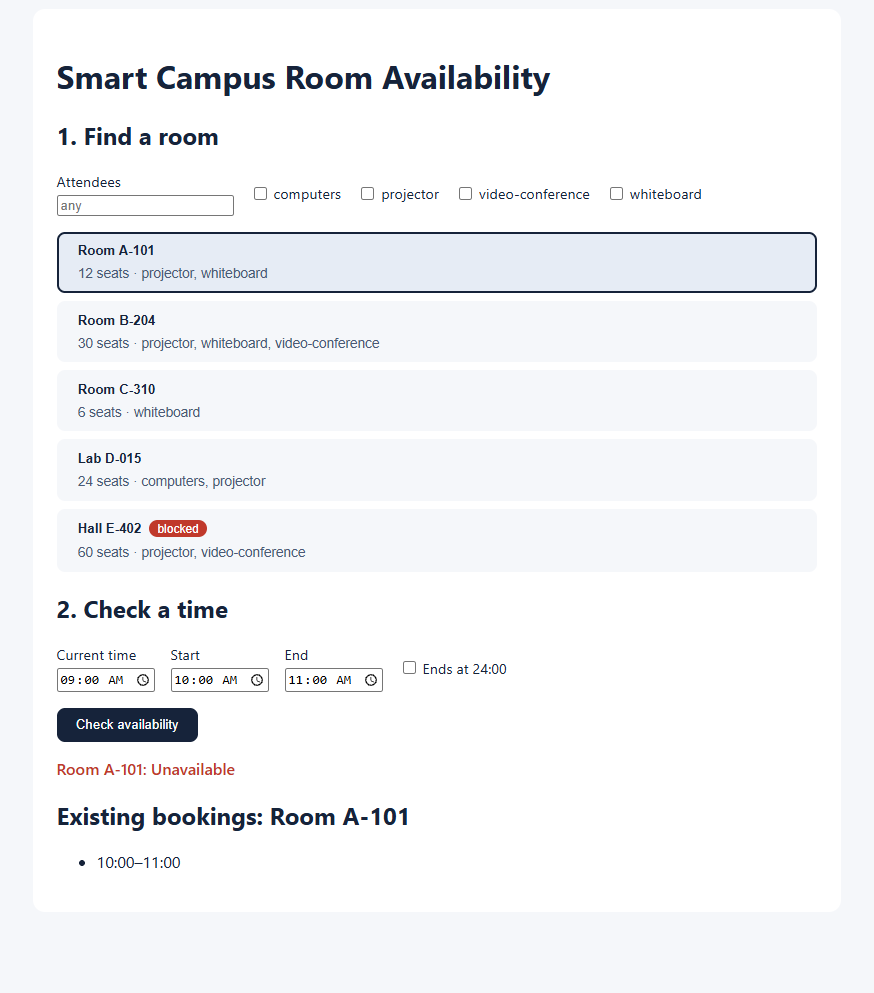 Smart Campus Room Availability
1. Find a room
Attendees
any
computers
projector
video-conference
whiteboard
Room A-101
12 seats · projector, whiteboard
Room B-204
30 seats · projector, whiteboard, video-conference
Room C-310
6 seats · whiteboard
Lab D-015
24 seats · computers, projector
Hall E-402 blocked
60 seats · projector, video-conference
2. Check a time
Current time Start End
09:00 AM 10:00 AM 11:00 AM Ends at 24:00
Check availability
Room A-101: Unavailable
Existing bookings: Room A-101
• 10:00–11:00